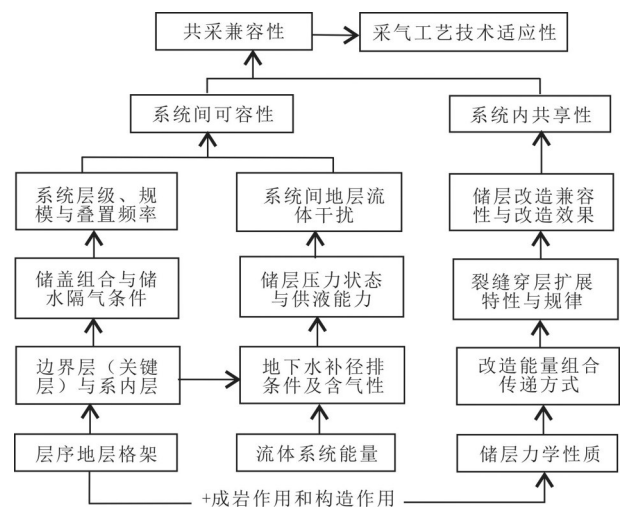 共采兼容性
采气工艺技术适应性
系统间可容性
系统内共享性
系统层级、规
模与叠置频率
系统间地层流
体干扰
储层改造兼容
性与改造效果
储盖组合与储
水隔气条件
储层压力状态
与供液能力
裂缝穿层扩展
特性与规律
边界层（关键
层）与系内层
地下水补径排
条件及含气性
改造能量组合
传递方式
层序地层格架
流体系统能量
储层力学性质
+成岩作用和构造作用